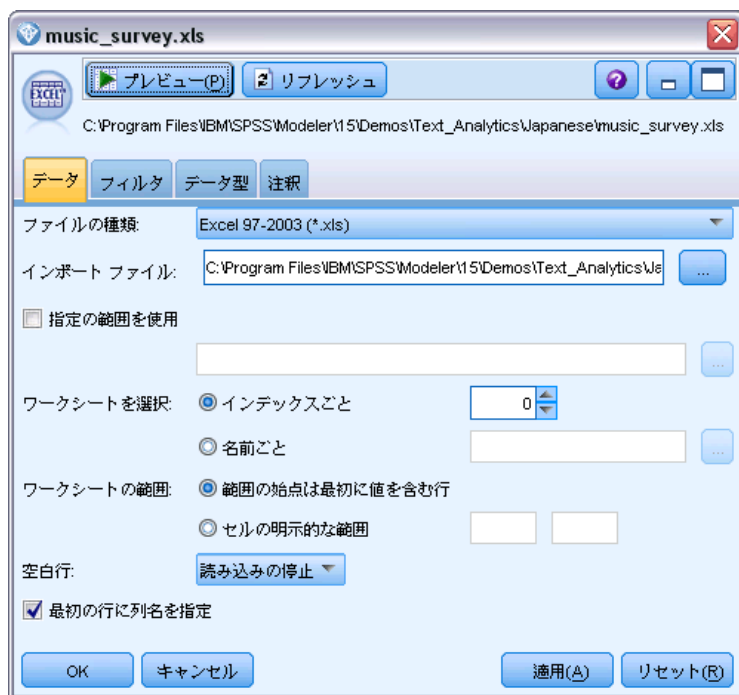 music_survey.xls
プレビュー(P) リフレッシュ
EXCEL
C:\Program Files\IBM\SPSS\Modeler\15\Demos\Text_Analytics\Japanese\music_survey.xls
データ フィルタ データ型 注釈
ファイルの種類: Excel 97-2003 (*.xls)
インポート ファイル: C:\Program Files\IBM\SPSS\Modeler\15\Demos\Text_Analytics\Ja ...
指定の範囲を使用
...
ワークシートを選択: インデックスごと 0
名前ごと ...
ワークシートの範囲: 範囲の始点は最初に値を含む行
セルの明示的な範囲
空白行: 読み込みの停止
最初の行に列名を指定
OK キャンセル 適用(A) リセット(R)